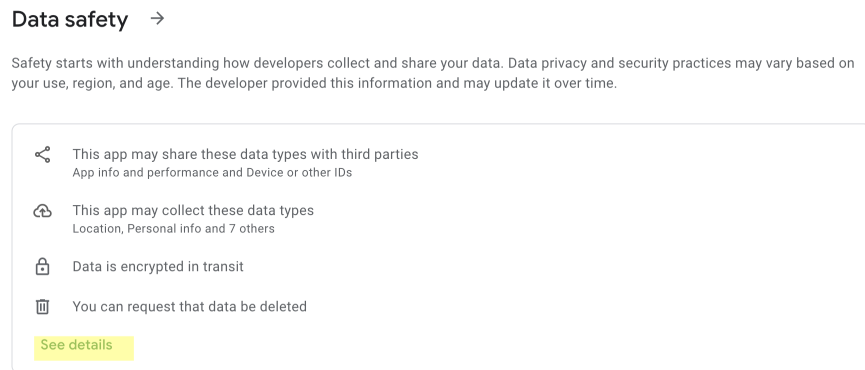 Data safety
Safety starts with understanding how developers collect and share your data. Data privacy and security practices may vary based on
your use, region, and age. The developer provided this information and may update it over time.
This app may share these data types with third parties
App info and performance and Device or other IDs
This app may collect these data types
Location, Personal info and 7 others
Data is encrypted in transit
You can request that data be deleted
See details